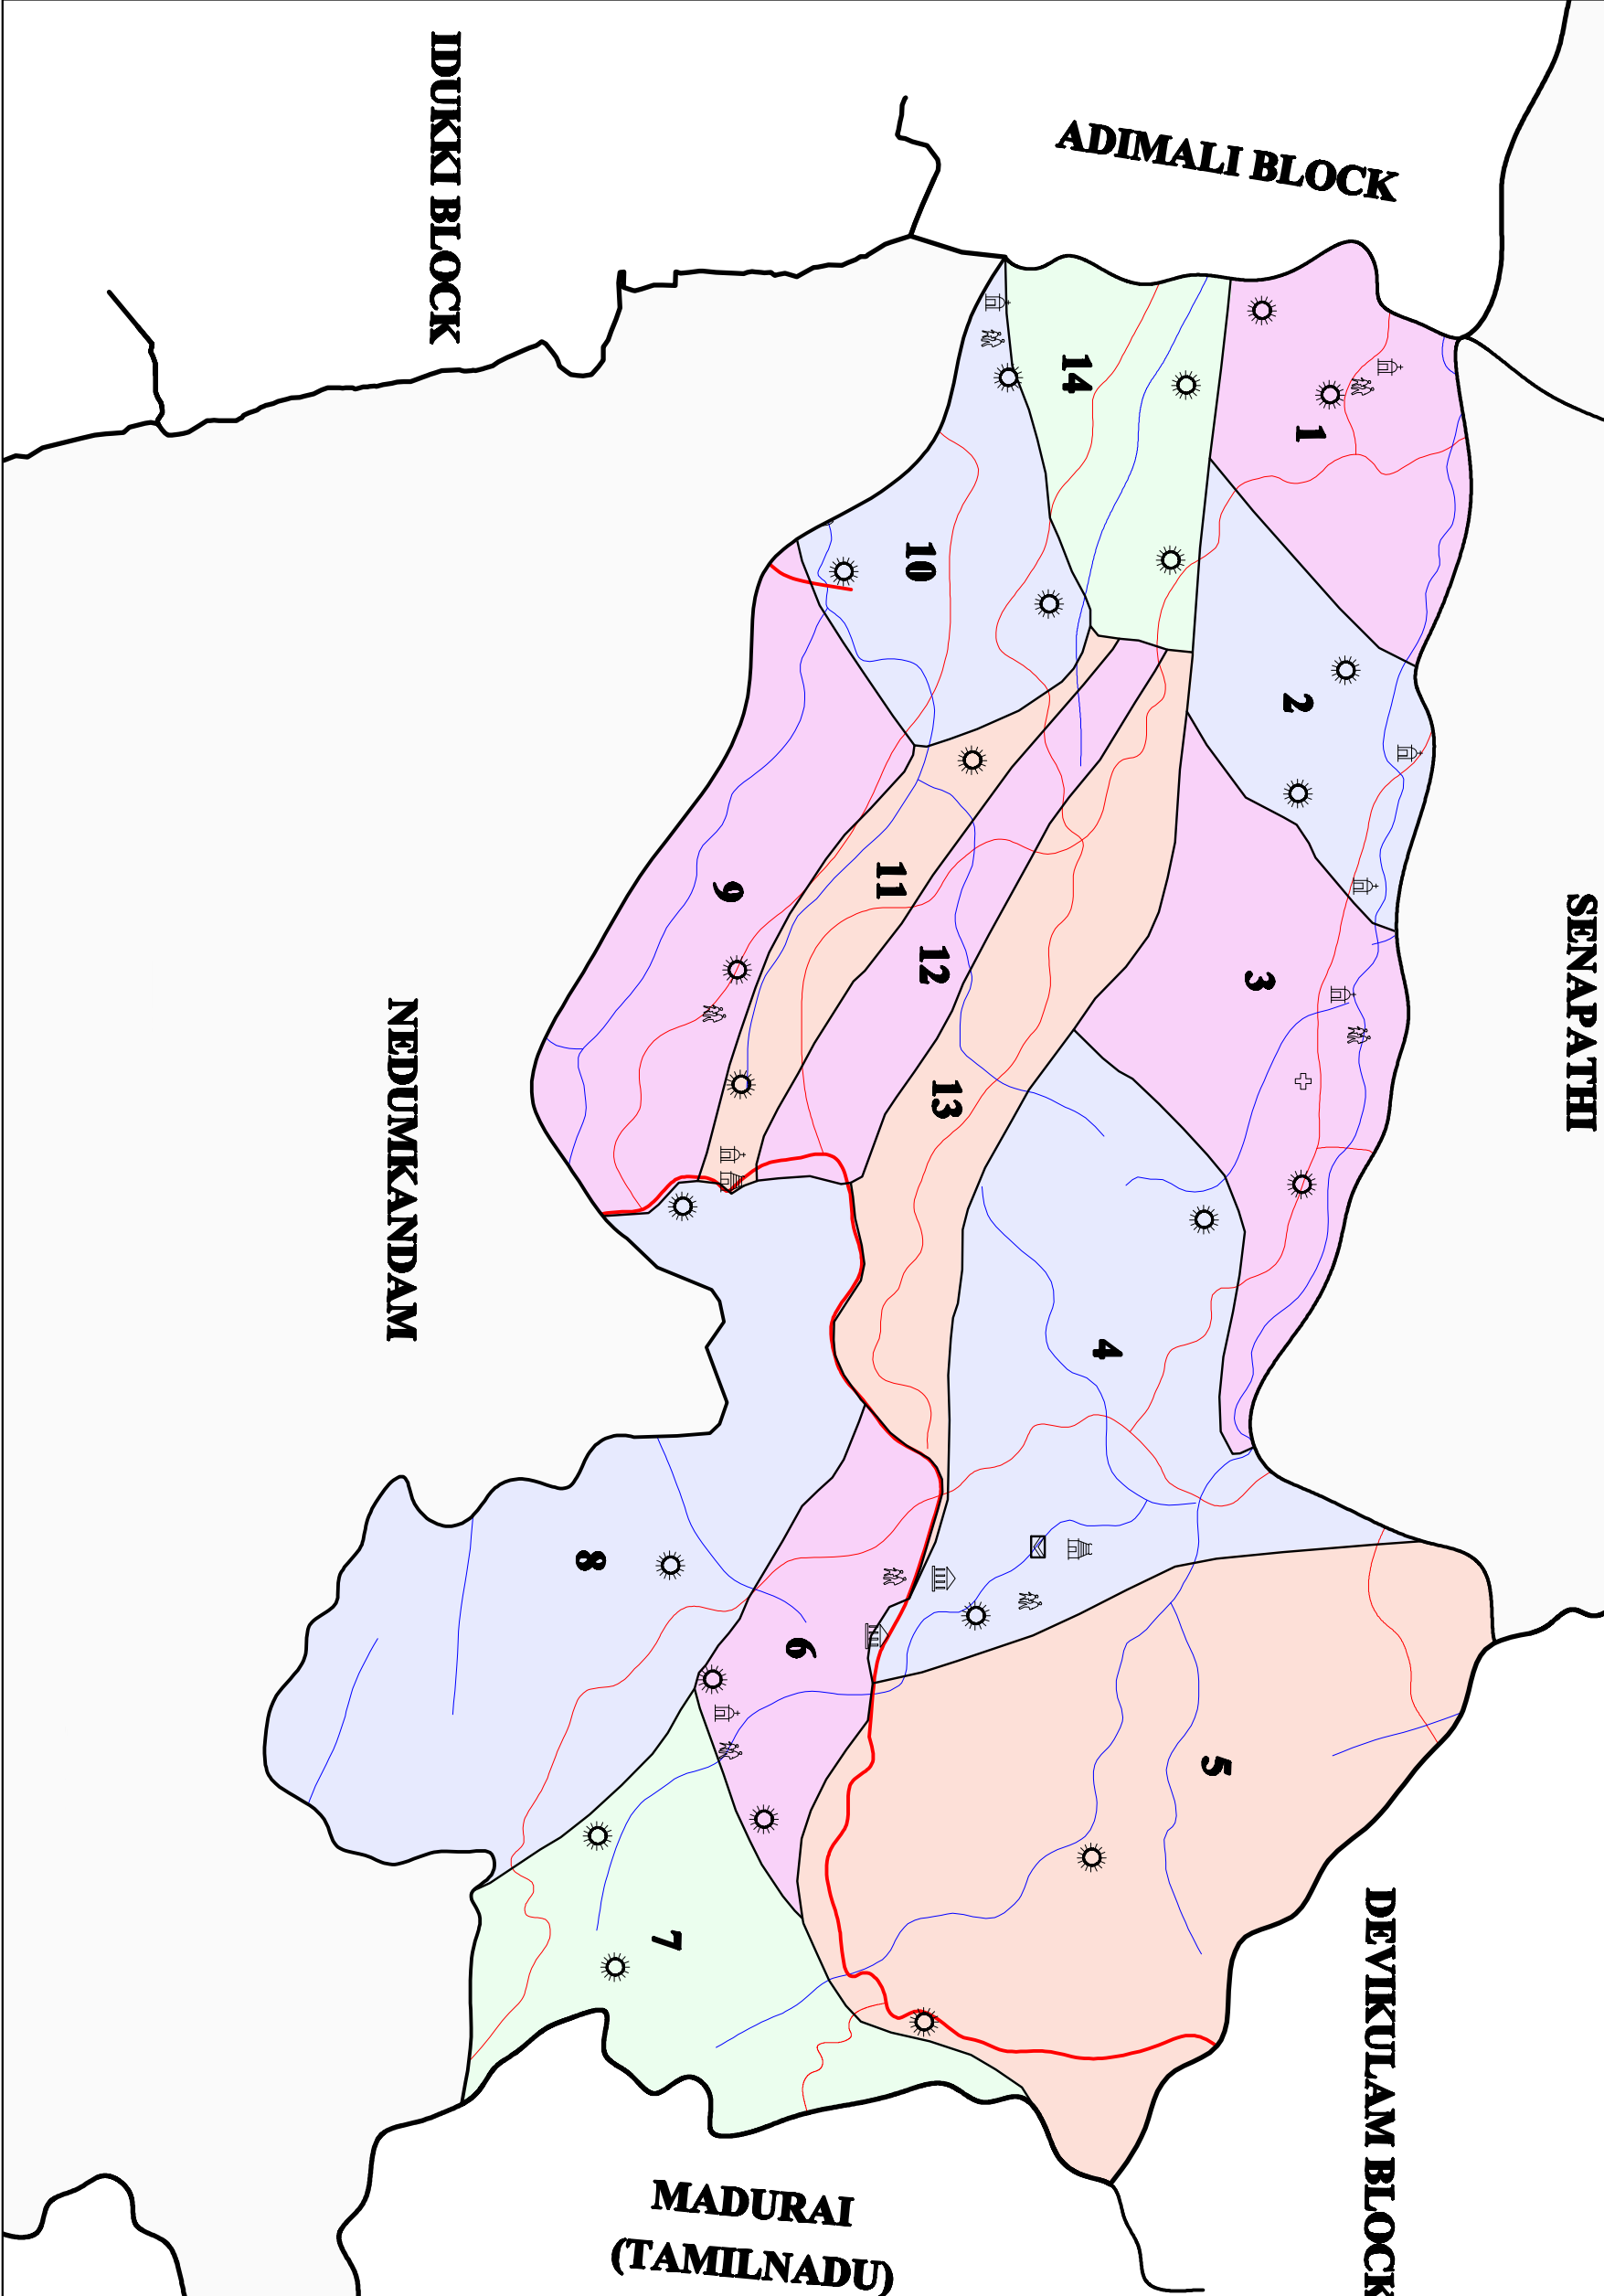 IDUKKI BLOCK
ADIMALI BLOCK
14
1
10
2
SENAPATHI
9
11
12
3
NEDUMKANDAM
13
4
8
6
5
7
DEVIKULAM BLOCK
MADURAI
(TAMILNADU)